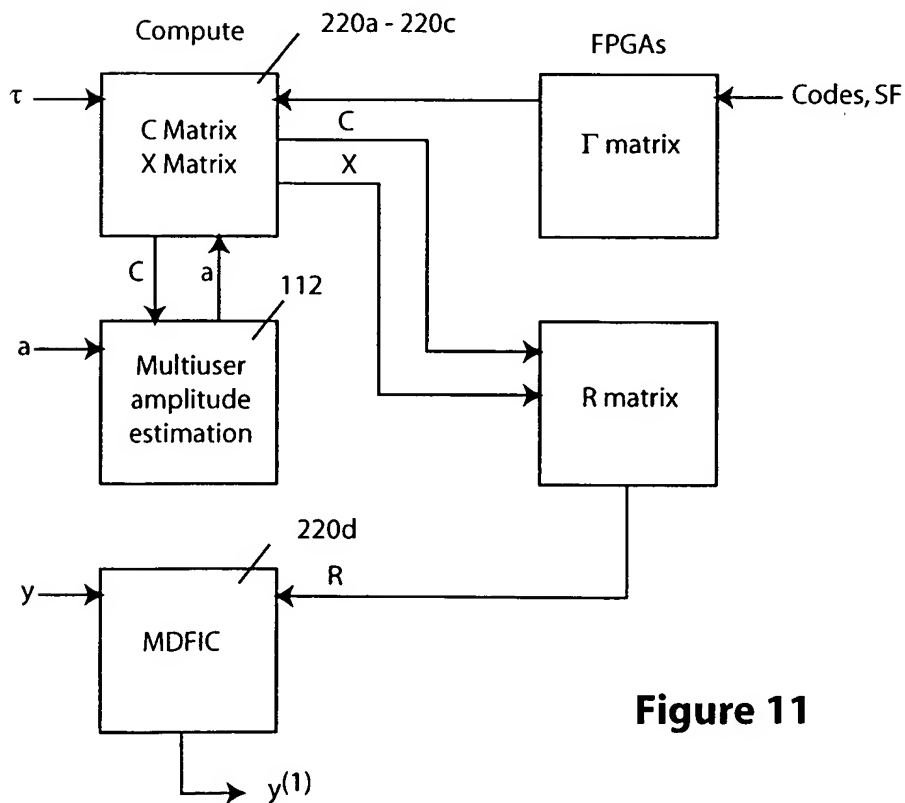 Compute
220a - 220c
FPGAs
τ
C Matrix
X Matrix
C
X
Γ matrix
Codes, SF
C
a
112
a
Multiuser
amplitude
estimation
R matrix
220d
R
y
MDFIC
Figure 11
y(1)